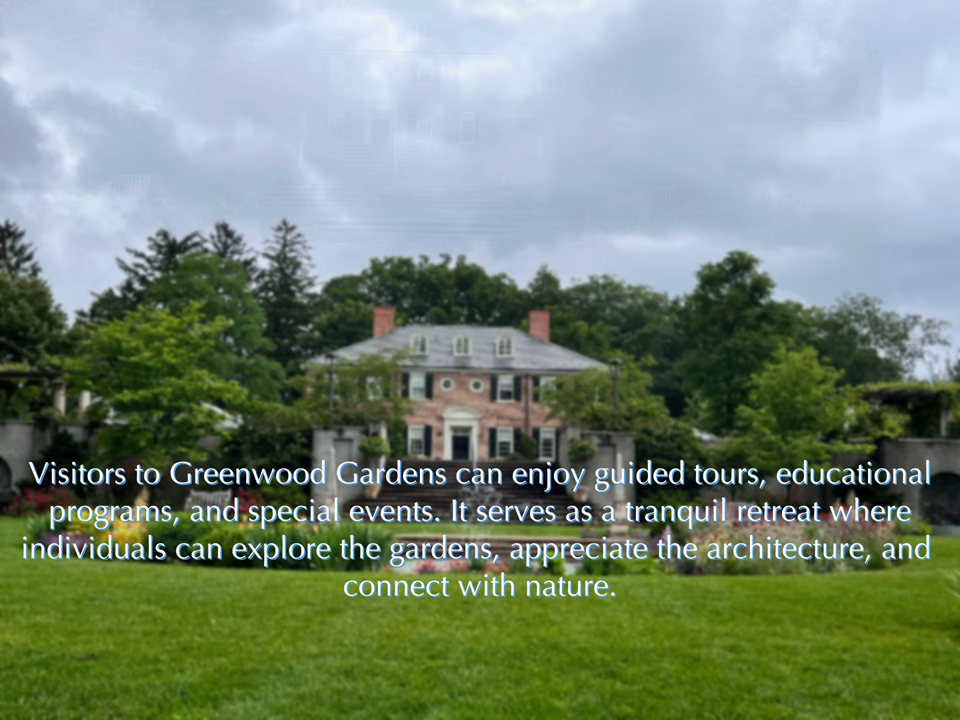 Visitors to Greenwood Gardens can enjoy guided tours, educational
programs, and special events. It serves as a tranquil retreat where
individuals can explore the gardens, appreciate the architecture, and
connect with nature.